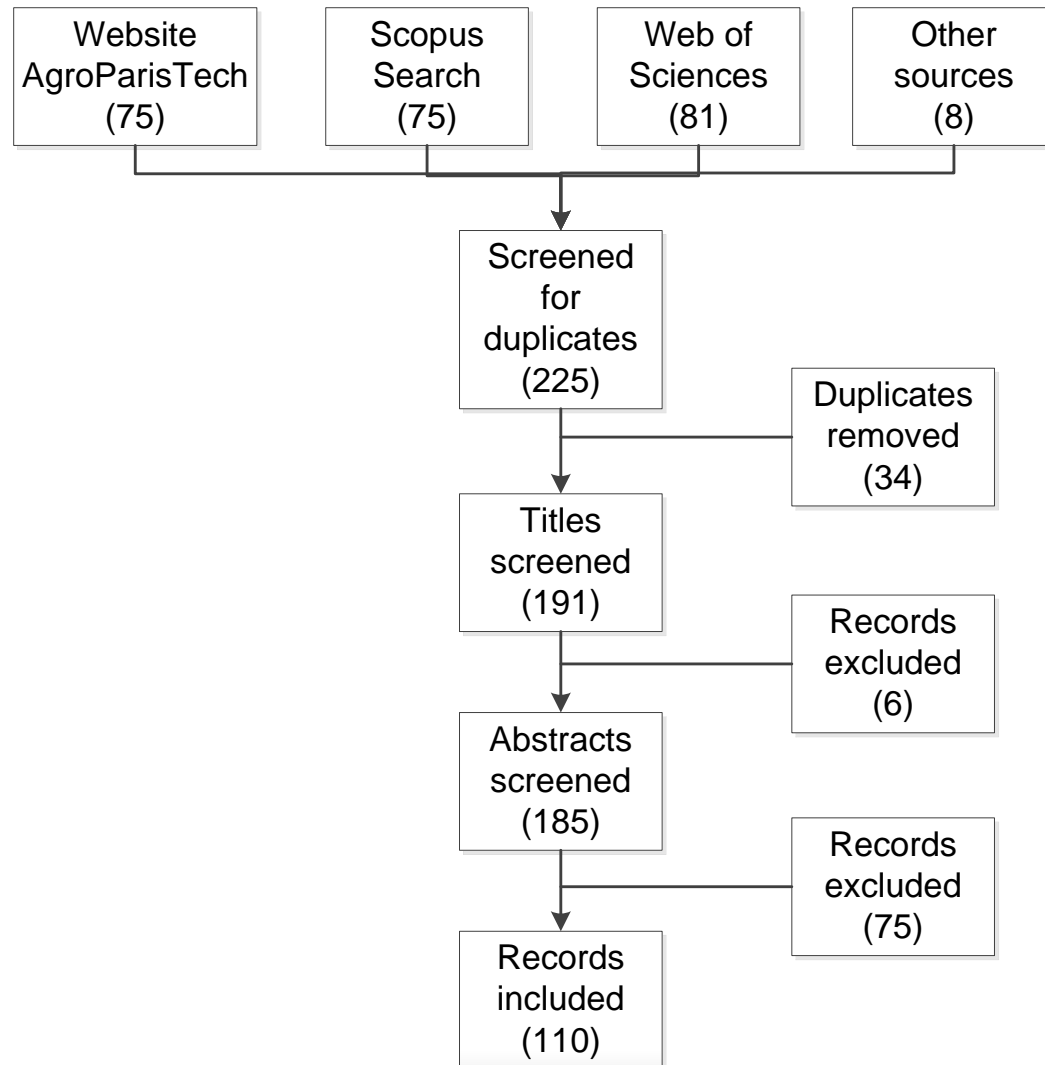 Website
AgroParisTech
(75)
Scopus
Search
(75)
Web of
Sciences
(81)
Other
sources
(8)
Screened
for
duplicates
(225)
Duplicates
removed
(34)
Titles
screened
(191)
Records
excluded
(6)
Abstracts
screened
(185)
Records
excluded
(75)
Records
included
(110)